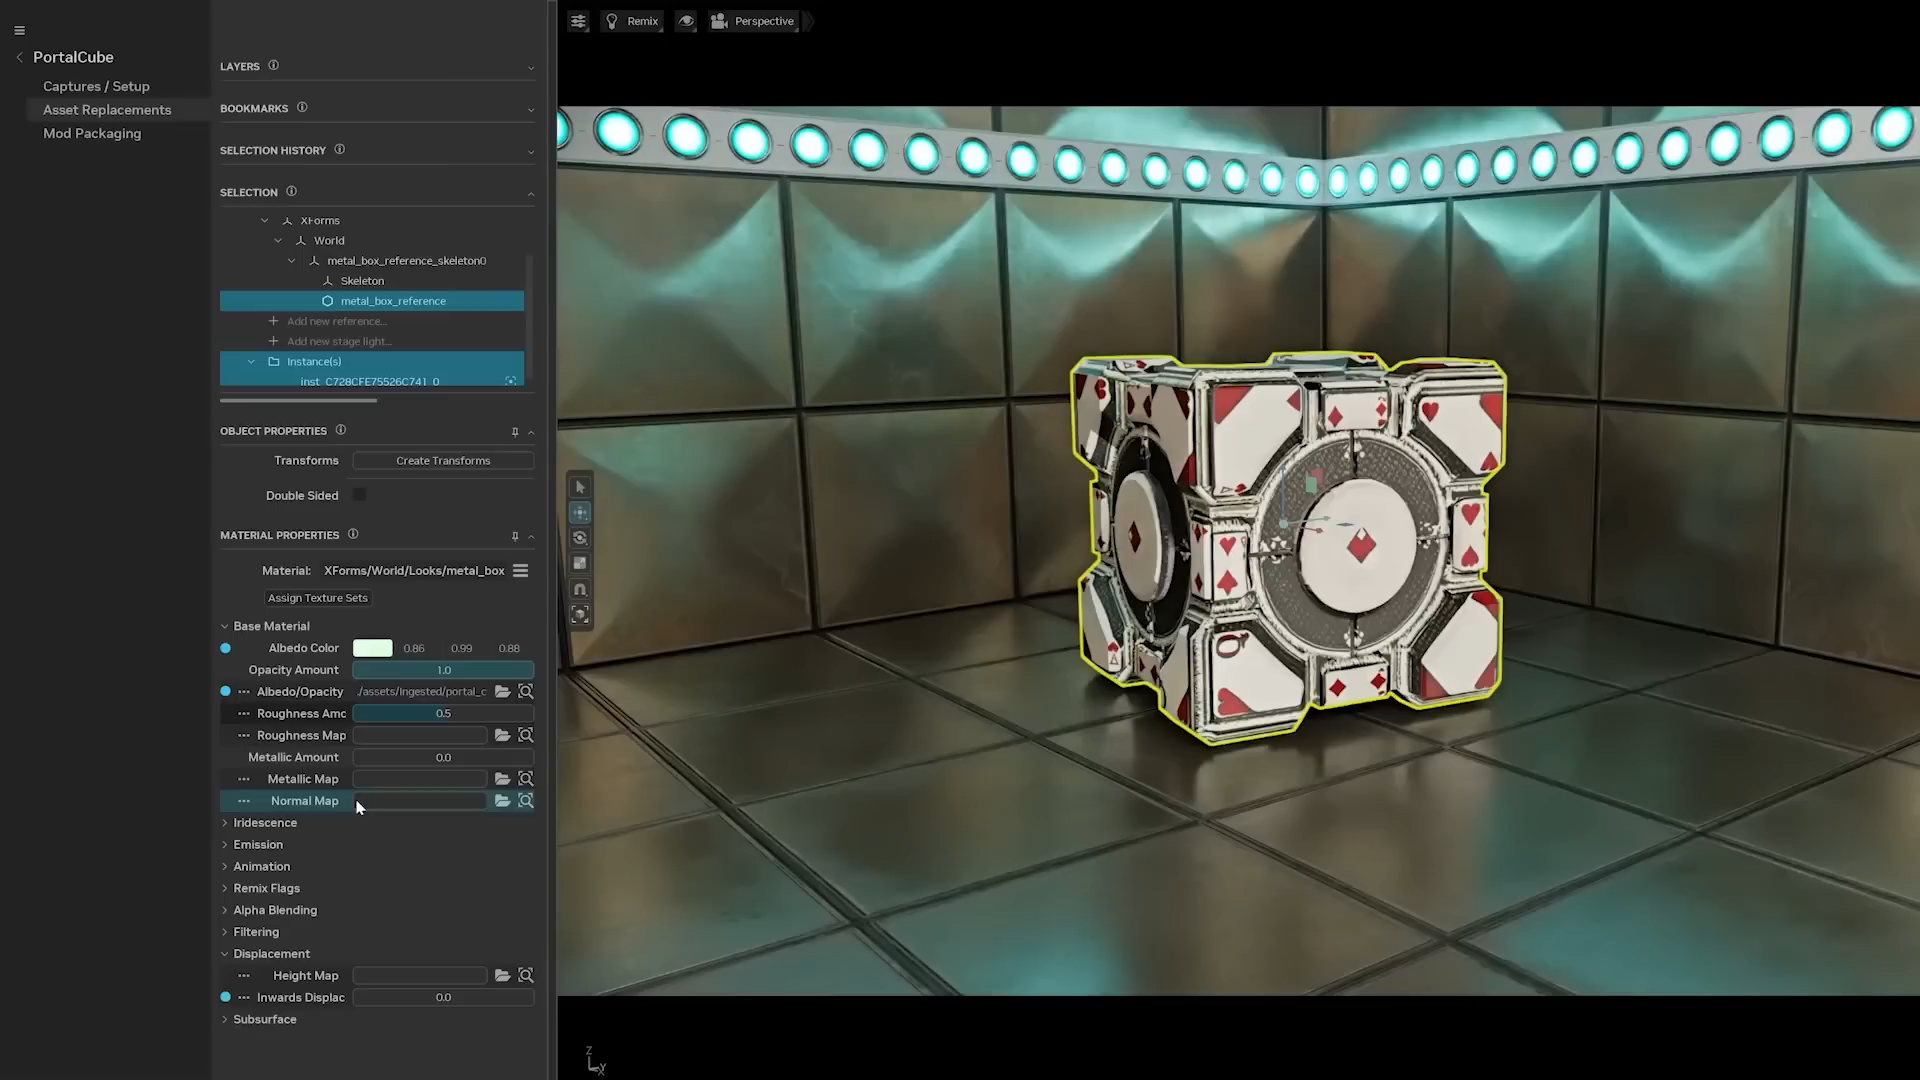 PortalCube
Captures / Setup
Asset Replacements
Mod Packaging
LAYERS
BOOKMARKS
SELECTION HISTORY
SELECTION
XForms
World
metal_box_reference_skeleton0
Skeleton
metal_box_reference
Add new reference...
Add new stage light...
Instance(s)
inst_C728CFE75526C741_0
OBJECT PROPERTIES
Transforms Create Transforms
Double Sided
MATERIAL PROPERTIES
Material: XForms/World/Looks/metal_box
Assign Texture Sets
Base Material
Albedo Color 0.86 0.99 0.88
Opacity Amount 1.0
Albedo/Opacity ./assets/ingested/portal_c
Roughness Amc 0.5
Roughness Map
Metallic Amount 0.0
Metallic Map
Normal Map
Iridescence
Emission
Animation
Remix Flags
Alpha Blending
Filtering
Displacement
Height Map
Inwards Displac 0.0
Subsurface
Remix
Perspective
Q
Z
Y
X